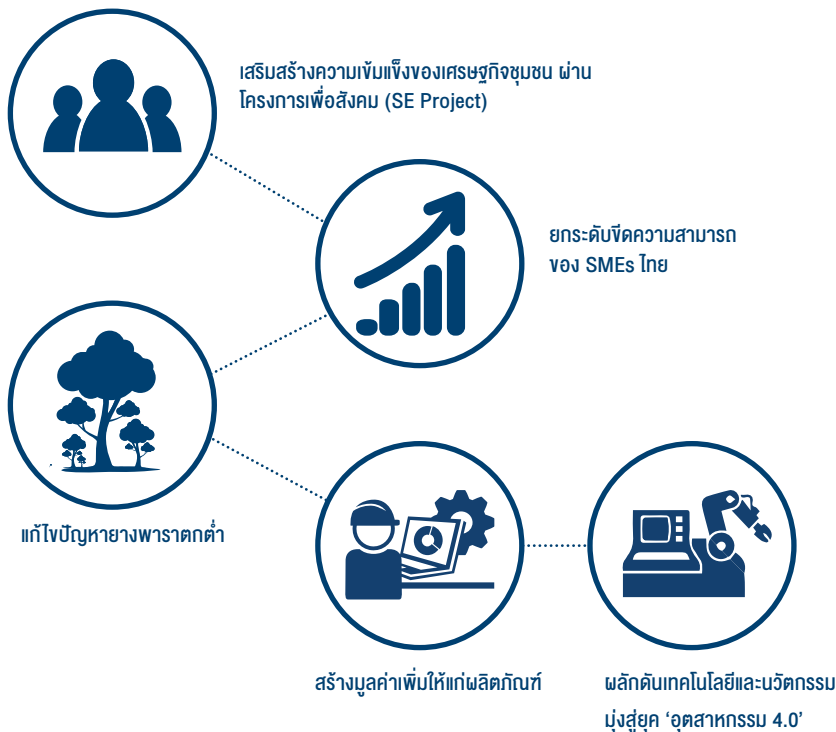 เสริมสร้างความเข้มแข็งของเศรษฐกิจชุมชน ผ่าน
โครงการเพื่อสังคม (SE Project)
ยกระดับขีดความสามารถ
ของ SMEs ไทย
แก้ไขปัญหายางพาราตกต่ำ
สร้างมูลค่าเพิ่มให้แก่ผลิตภัณฑ์
ผลักดันเทคโนโลยีและนวัตกรรม
มุ่งสู่ยุค ‘อุตสาหกรรม 4.0’